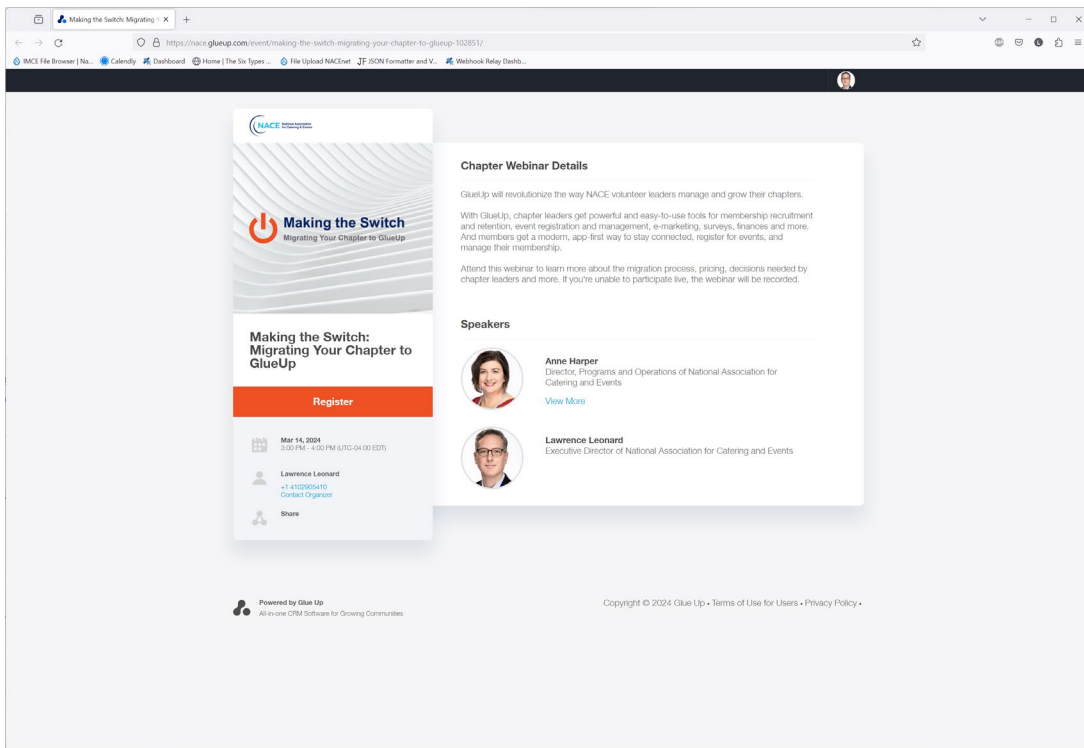 Making the Switch: Migrating
https://nace.glueup.com/event/making-the-switch-migrating-your-chapter-to-glueup-102851/
IMCE File Browser | Na... Calendly Dashboard Home | The Six Types ... File Upload NACEnet JSON Formatter and V... Webhook Relay Dashb...
NACE National Association
for Catering & Events
Making the Switch
Migrating Your Chapter to GlueUp
Making the Switch:
Migrating Your Chapter to
GlueUp
Register
Mar 14, 2024
3:00 PM - 4:00 PM (UTC-04:00 EDT)
Lawrence Leonard
+1 4102905410
Contact Organizer
Share
Chapter Webinar Details
GlueUp will revolutionize the way NACE volunteer leaders manage and grow their chapters.
With GlueUp, chapter leaders get powerful and easy-to-use tools for membership recruitment
and retention, event registration and management, e-marketing, surveys, finances and more.
And members get a modern, app-first way to stay connected, register for events, and
manage their membership.
Attend this webinar to learn more about the migration process, pricing, decisions needed by
chapter leaders and more. If you're unable to participate live, the webinar will be recorded.
Speakers
Anne Harper
Director, Programs and Operations of National Association for
Catering and Events
View More
Lawrence Leonard
Executive Director of National Association for Catering and Events
Powered by Glue Up
All-in-one CRM Software for Growing Communities
Copyright © 2024 Glue Up • Terms of Use for Users • Privacy Policy •